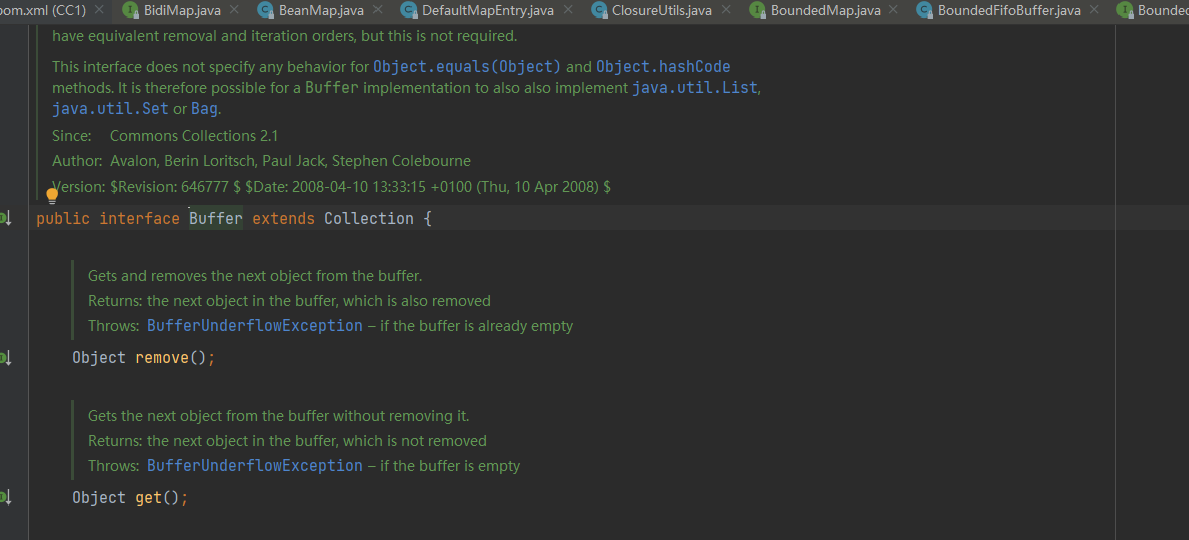 pom.xml (CC1) BidiMap.java BeanMap.java DefaultMapEntry.java ClosureUtils.java BoundedMap.java BoundedFifoBuffer.java Bounded
have equivalent removal and iteration orders, but this is not required.
This interface does not specify any behavior for Object.equals(Object) and Object.hashCode
methods. It is therefore possible for a Buffer implementation to also also implement java.util.List,
java.util.Set or Bag.
Since: Commons Collections 2.1
Author: Avalon, Berin Loritsch, Paul Jack, Stephen Colebourne
Version: $Revision: 646777 $ $Date: 2008-04-10 13:33:15 +0100 (Thu, 10 Apr 2008) $
public interface Buffer extends Collection {
Gets and removes the next object from the buffer.
Returns: the next object in the buffer, which is also removed
Throws: BufferUnderflowException – if the buffer is already empty
Object remove();
Gets the next object from the buffer without removing it.
Returns: the next object in the buffer, which is not removed
Throws: BufferUnderflowException – if the buffer is empty
Object get();